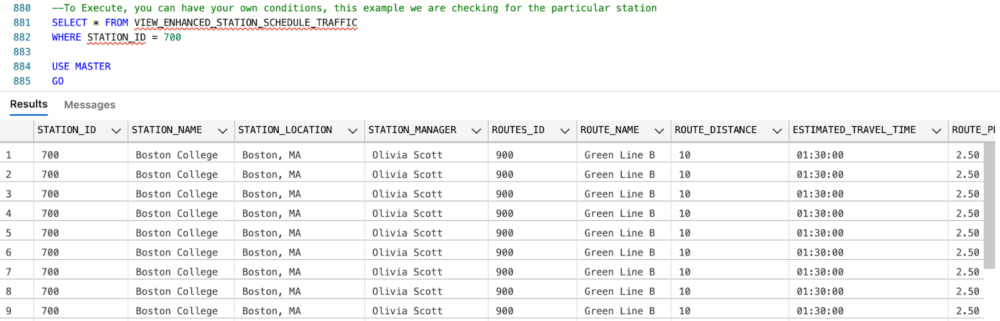 880 --To Execute, you can have your own conditions, this example we are checking for the particular station
881 SELECT * FROM VIEW_ENHANCED_STATION_SCHEDULE_TRAFFIC
882 WHERE STATION_ID = 700
883
884 USE MASTER
885 GO
Results Messages
STATION_ID STATION_NAME STATION_LOCATION STATION_MANAGER ROUTES_ID ROUTE_NAME ROUTE_DISTANCE ESTIMATED_TRAVEL_TIME
1 700 Boston College Boston, MA Olivia Scott 900 Green Line B 10 01:30:00 2.50
2 700 Boston College Boston, MA Olivia Scott 900 Green Line B 10 01:30:00 2.50
3 700 Boston College Boston, MA Olivia Scott 900 Green Line B 10 01:30:00 2.50
4 700 Boston College Boston, MA Olivia Scott 900 Green Line B 10 01:30:00 2.50
5 700 Boston College Boston, MA Olivia Scott 900 Green Line B 10 01:30:00 2.50
6 700 Boston College Boston, MA Olivia Scott 900 Green Line B 10 01:30:00 2.50
7 700 Boston College Boston, MA Olivia Scott 900 Green Line B 10 01:30:00 2.50
8 700 Boston College Boston, MA Olivia Scott 900 Green Line B 10 01:30:00 2.50
9 700 Boston College Boston, MA Olivia Scott 900 Green Line B 10 01:30:00 2.50